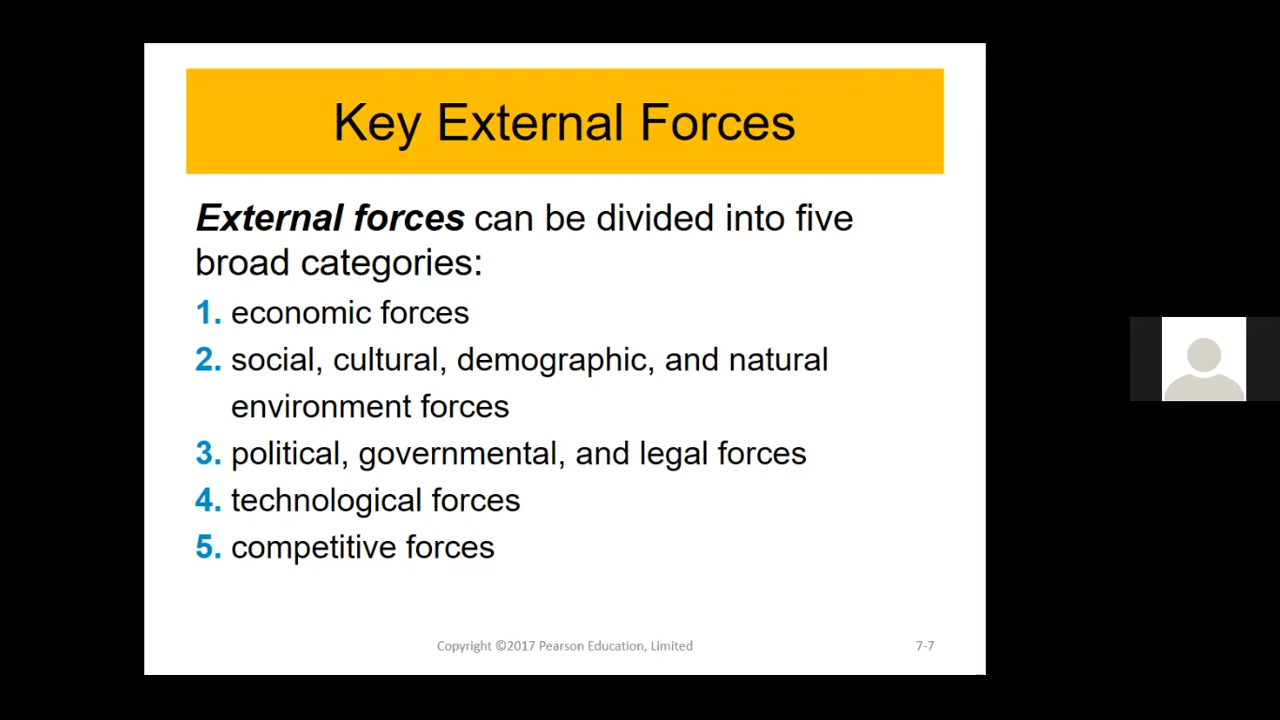 Key External Forces
External forces can be divided into five
broad categories:
1. economic forces
2. social, cultural, demographic, and natural
environment forces
3. political, governmental, and legal forces
4. technological forces
5. competitive forces
Copyright ©2017 Pearson Education, Limited
7-7